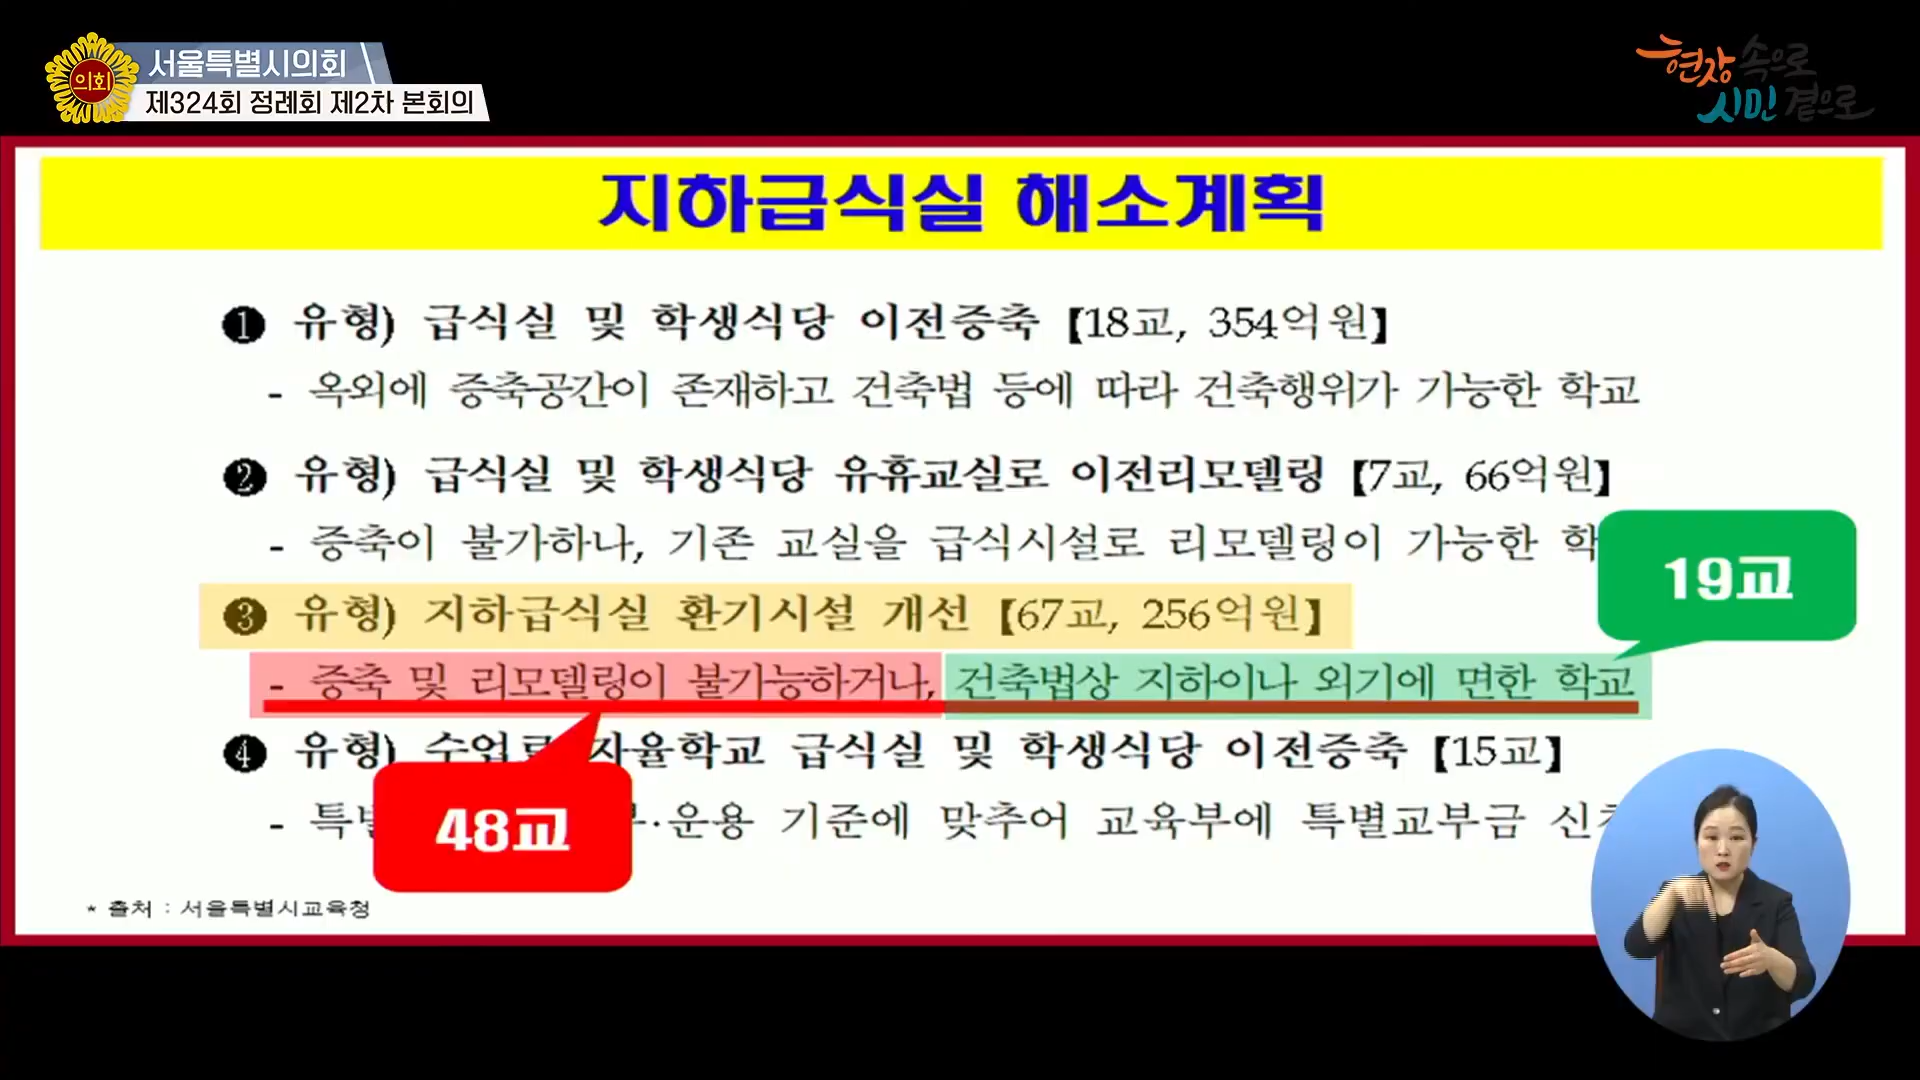 의회
서울특별시의회
제324회 정례회 제2차 본회의
현장 속으로
시민 곁으로
지하급식실 해소계획
❶ 유형) 급식실 및 학생식당 이전증축 【18교, 354억원】
- 옥외에 증축공간이 존재하고 건축법 등에 따라 건축행위가 가능한 학교
❷ 유형) 급식실 및 학생식당 유휴교실로 이전리모델링 【7교, 66억원】
- 증축이 불가하나, 기존 교실을 급식시설로 리모델링이 가능한
19교
❸ 유형) 지하급식실 환기시설 개선 【67교, 256억원】
- 증축 및 리모델링이 불가능하거나, 건축법상 지하이나 외기에 면한 학교
❹ 유형) 자율학교 급식실 및 학생식당 이전증축 【15교】
48교
- ·운용 기준에 맞추어 교육부에 특별교부금
* 출처 : 서울특별시교육청